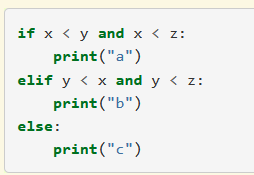 if x < y and x < z:
    print("a")
elif y < x and y < z:
    print("b")
else:
    print("c")